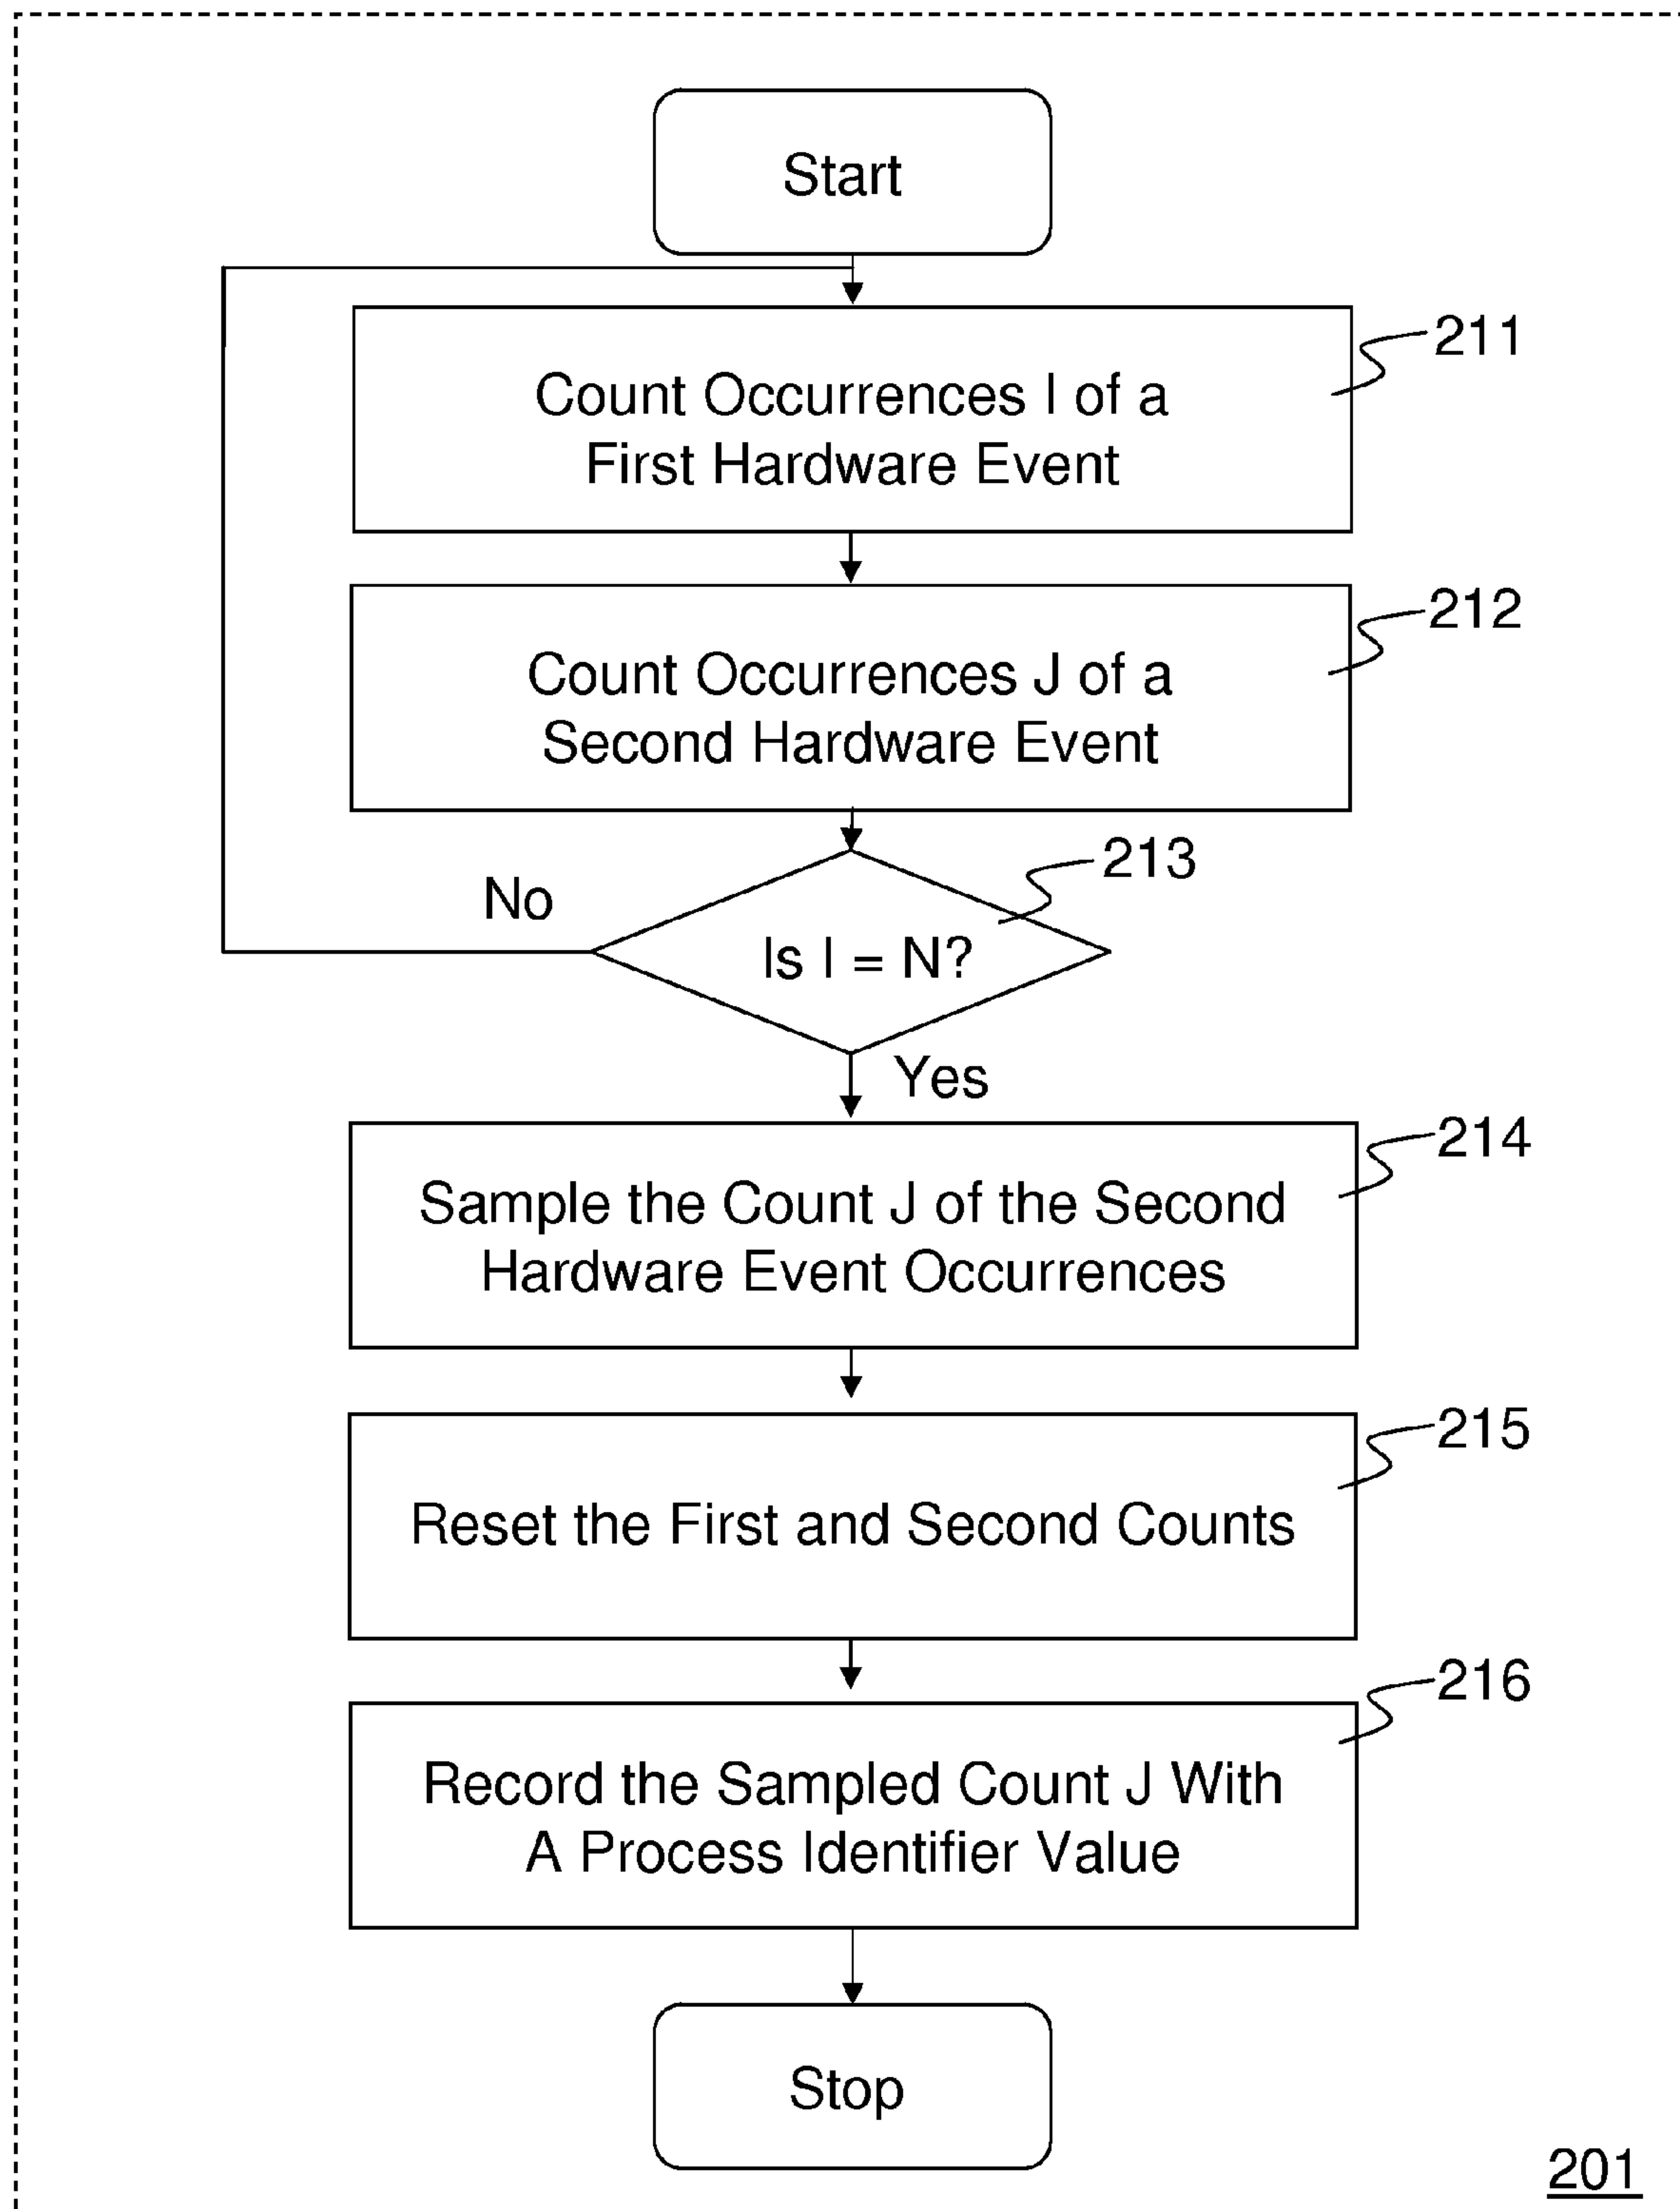 Start
Count Occurrences I of a
First Hardware Event
211
Count Occurrences J of a
Second Hardware Event
212
213
No
Is I = N?
Yes
214
Sample the Count J of the Second
Hardware Event Occurrences
215
Reset the First and Second Counts
216
Record the Sampled Count J With
A Process Identifier Value
Stop
201